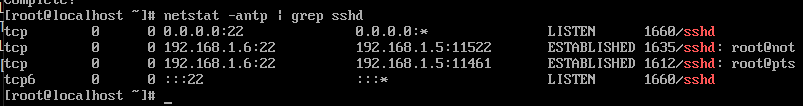 Complete!
[root@localhost ~]# netstat -antp | grep sshd
tcp 0 0 0.0.0.0:22 0.0.0.0:* LISTEN 1660/sshd
tcp 0 0 192.168.1.6:22 192.168.1.5:11522 ESTABLISHED 1635/sshd: root@not
tcp 0 0 192.168.1.6:22 192.168.1.5:11461 ESTABLISHED 1612/sshd: root@pts
tcp6 0 0 :::22 :::* LISTEN 1660/sshd
[root@localhost ~]# _